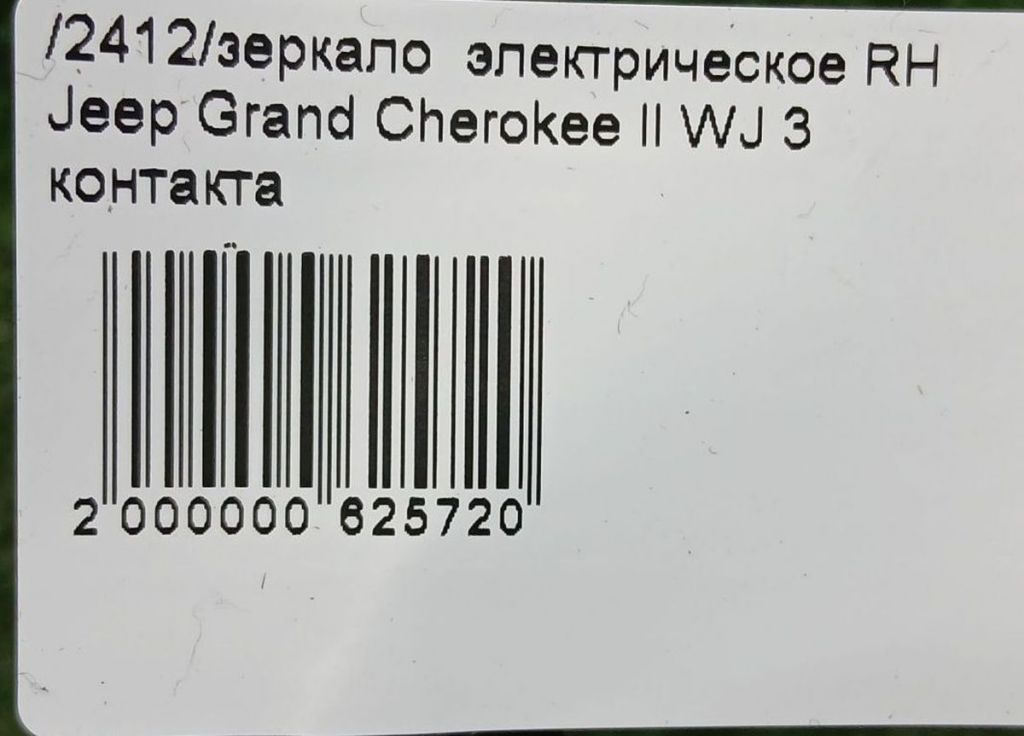 /2412/зеркало электрическое RH
Jeep Grand Cherokee II WJ 3
контакта
2 000000 625720